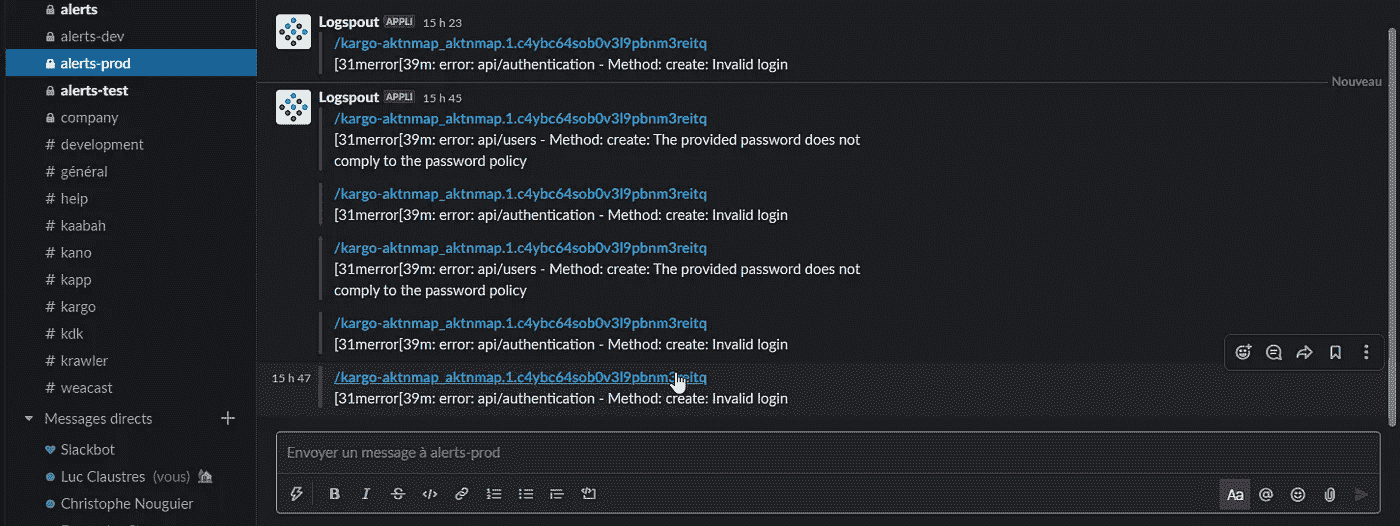 alerts
alerts-dev
alerts-prod
alerts-test
company
# development
# général
# help
# kaabah
# kano
# kapp
# kargo
# kdk
# krawler
# weacast
Messages directs +
Slackbot
Luc Claustres (vous)
Christophe Nouguier
Logspout APPLI 15 h 23
/kargo-aktnmap_aktnmap.1.c4ybc64sob0v3l9pbnm3reitq
[31merror[39m: error: api/authentication - Method: create: Invalid login
Nouveau
Logspout APPLI 15 h 45
/kargo-aktnmap_aktnmap.1.c4ybc64sob0v3l9pbnm3reitq
[31merror[39m: error: api/users - Method: create: The provided password does not
comply to the password policy
/kargo-aktnmap_aktnmap.1.c4ybc64sob0v3l9pbnm3reitq
[31merror[39m: error: api/authentication - Method: create: Invalid login
/kargo-aktnmap_aktnmap.1.c4ybc64sob0v3l9pbnm3reitq
[31merror[39m: error: api/users - Method: create: The provided password does not
comply to the password policy
/kargo-aktnmap_aktnmap.1.c4ybc64sob0v3l9pbnm3reitq
[31merror[39m: error: api/authentication - Method: create: Invalid login
15 h 47 /kargo-aktnmap_aktnmap.1.c4ybc64sob0v3l9pbnm3reitq
[31merror[39m: error: api/authentication - Method: create: Invalid login
Envoyer un message à alerts-prod
B I S </> Aa @